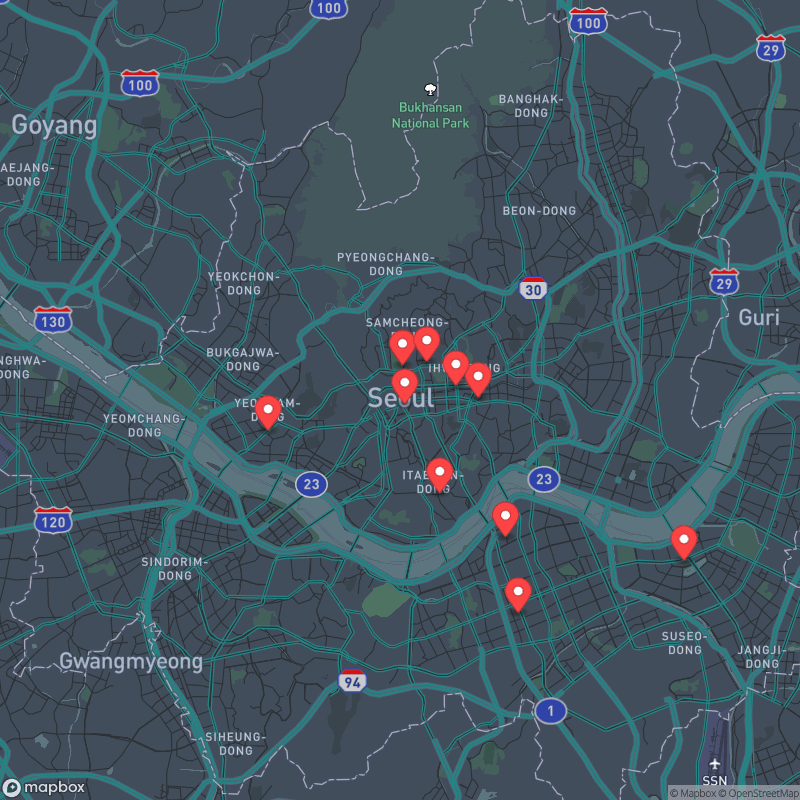 100
100
29
100
BANGHAK-
DONG
Bukhansan
National Park
Goyang
AEJANG-
DONG
BEON-DONG
PYEONGCHANG-
DONG
YEOKCHON-
DONG
29
30
130
Guri
SAMCHEONG-
BUKGAJWA-
DONG
NGHWA-
DONG
Seoul
YEOMCHANG-
DONG
23
23
120
DONG
SINDORIM-
DONG
SUSEO-
DONG
JANGJI-
DONG
Gwangmyeong
94
1
SIHEUNG-
DONG
SSN
mapbox
© Mapbox © OpenStreetMap